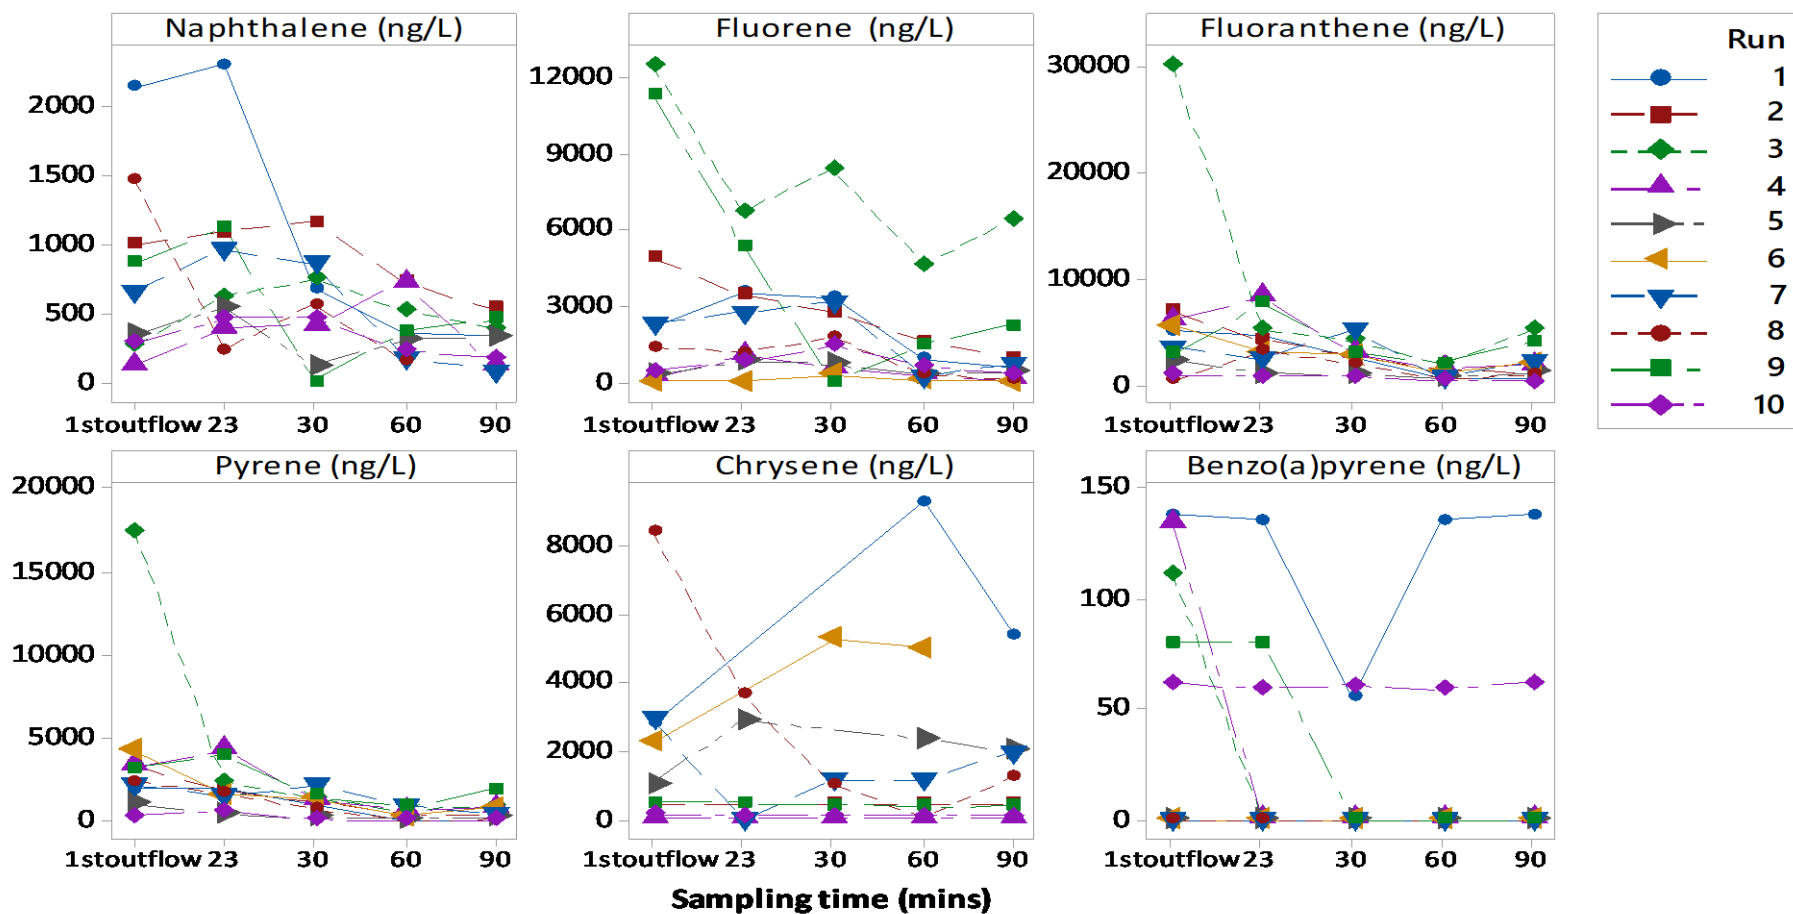 Naphthalene (ng/L)
2000
1500
1000
500
0
1stoutflow 23 30 60 90
Fluorene (ng/L)
12000
9000
6000
3000
0
1stoutflow 23 30 60 90
Fluoranthene (ng/L)
30000
20000
10000
0
1stoutflow 23 30 60 90
Run
1
2
3
4
5
6
7
8
9
10
Pyrene (ng/L)
20000
15000
10000
5000
0
1stoutflow 23 30 60 90
Chrysene (ng/L)
8000
6000
4000
2000
0
1stoutflow 23 30 60 90
Benzo(a)pyrene (ng/L)
150
100
50
0
1stoutflow 23 30 60 90
Sampling time (mins)